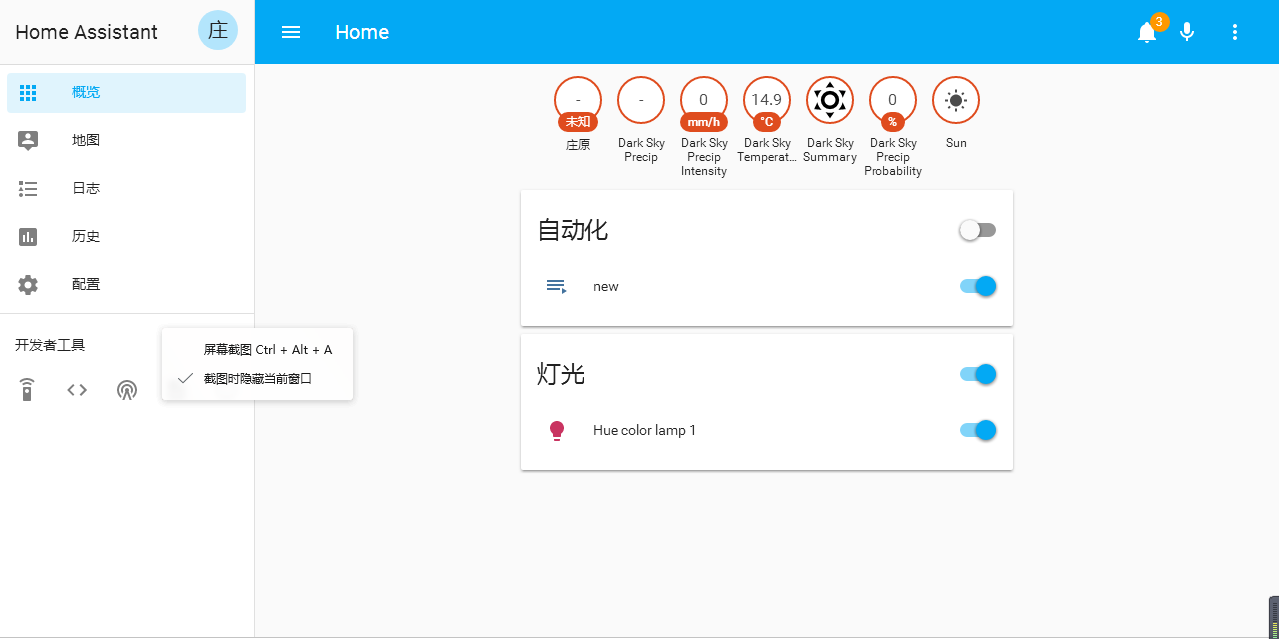 Home Assistant
庄
Home
3
概览
地图
日志
历史
配置
开发者工具
屏幕截图 Ctrl + Alt + A
截图时隐藏当前窗口
-
未知
庄原
-
Dark Sky
Precip
0
mm/h
Dark Sky
Precip
Intensity
14.9
°C
Dark Sky
Temperat...
Dark Sky
Summary
0
%
Dark Sky
Precip
Probability
Sun
自动化
new
灯光
Hue color lamp 1